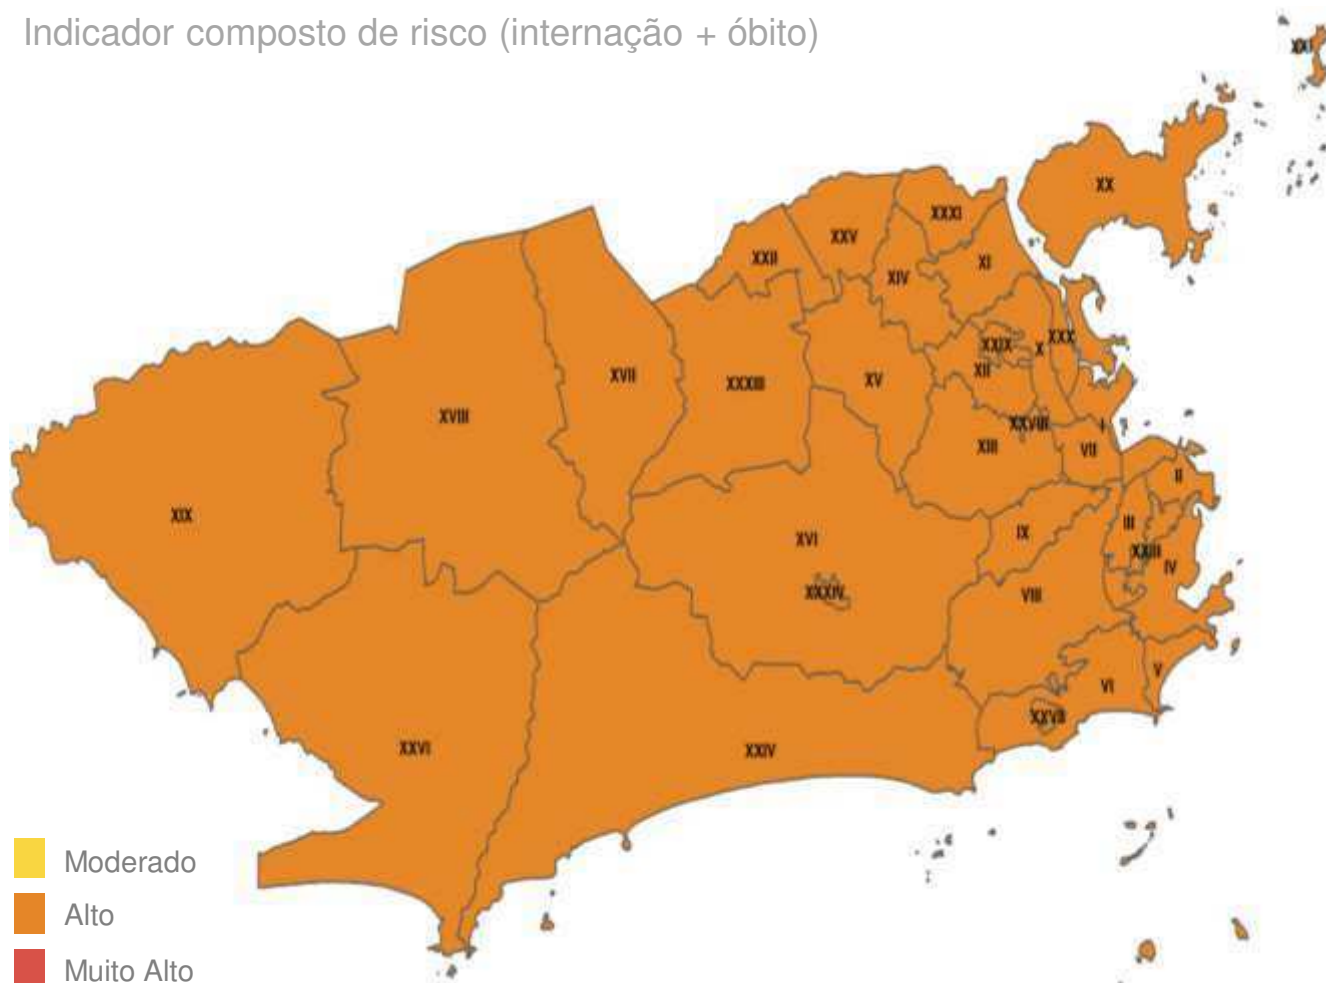 Indicador composto de risco (internação + óbito)
XXI
XX
XXXI
XXV
XXII
XI
XIV
XXIX
X
XXX
XII
XVII
XXXIII
XV
XVIII
XXVIII
I
XIII
VII
II
XIX
III
IX
XVI
XXIII
IV
XXXIV
VIII
V
VI
XXVII
XXVI
XXIV
Moderado
Alto
Muito Alto